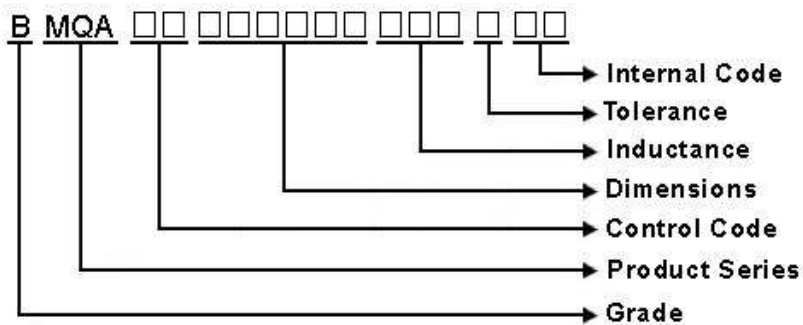 B MQA □□ □□□□□□ □□□ □ □□
Internal Code
Tolerance
Inductance
Dimensions
Control Code
Product Series
Grade